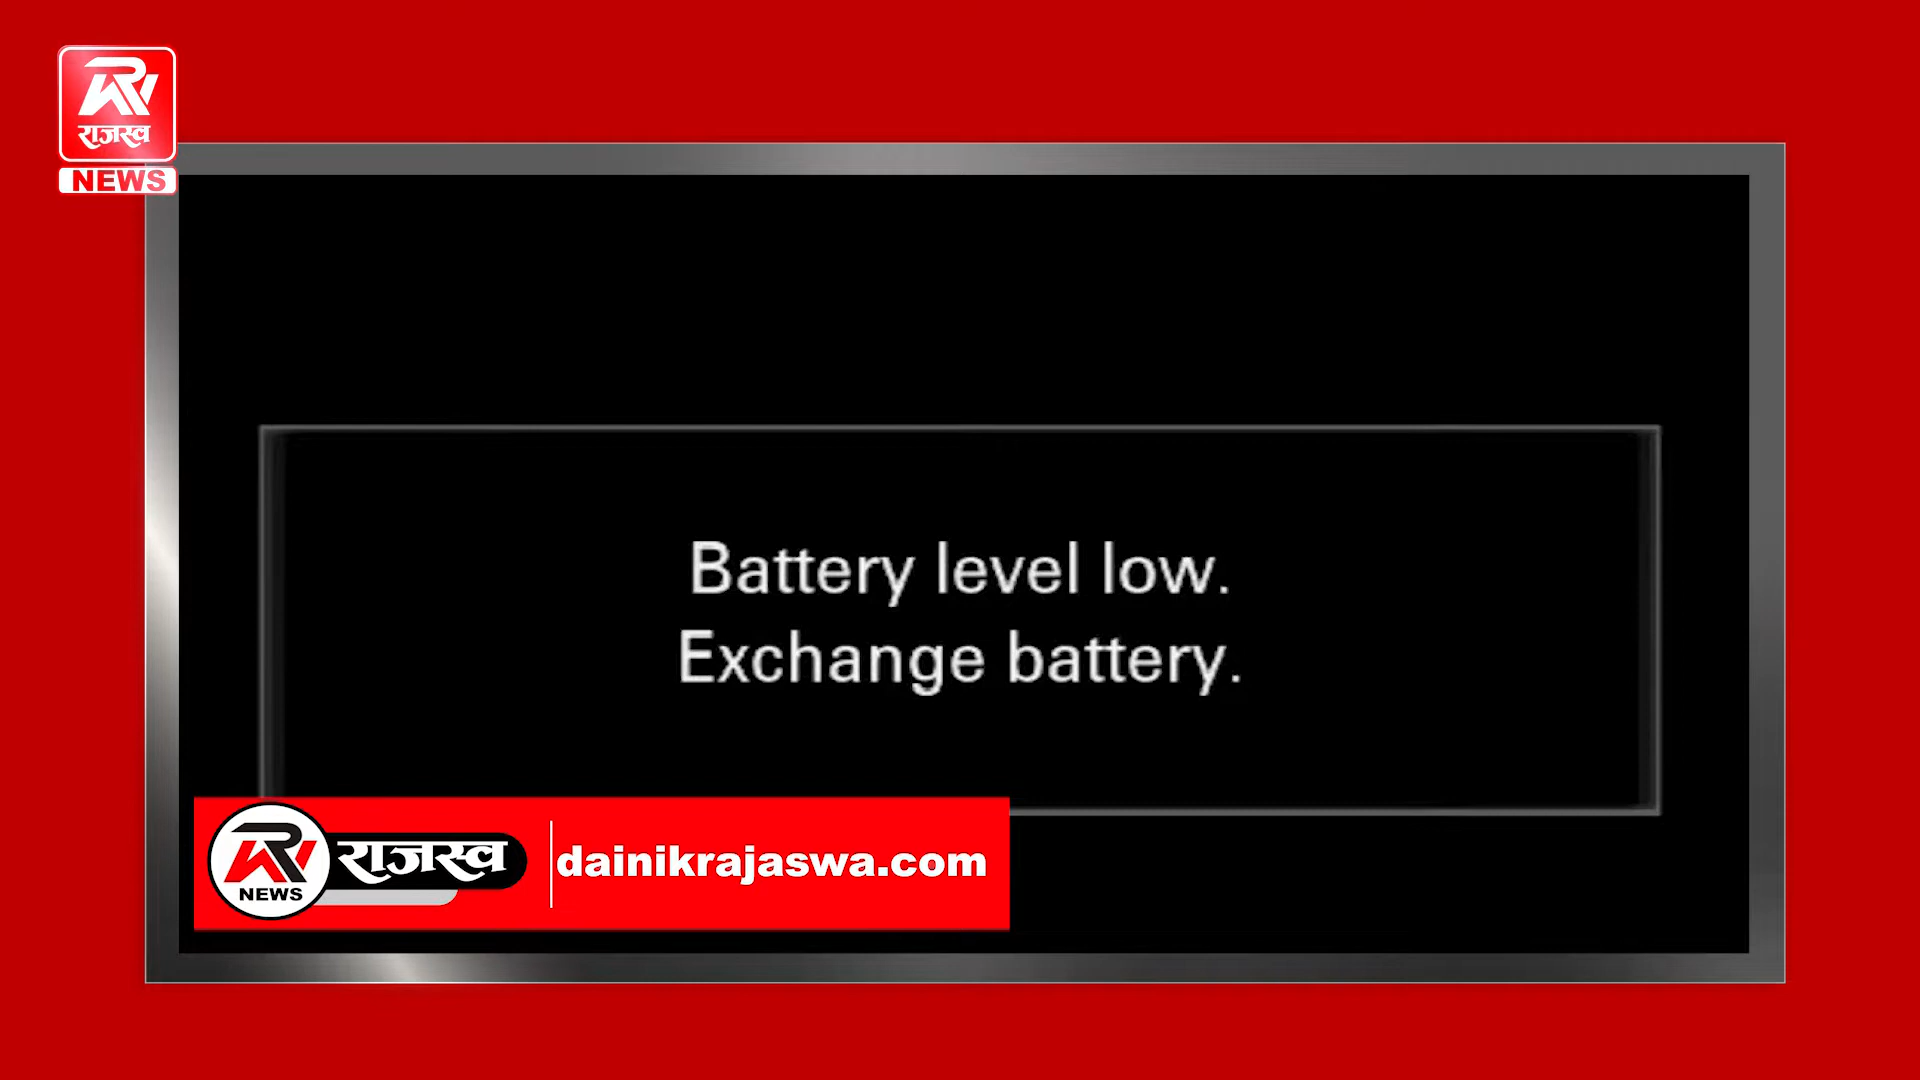 राजस्व
NEWS
Battery level low.
Exchange battery.
NEWS
राजस्व
dainikrajaswa.com